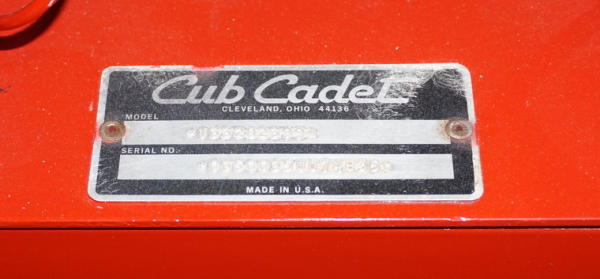 Cub Cadet
CLEVELAND, OHIO 44136
MODEL
SERIAL NO.
MADE IN U.S.A.